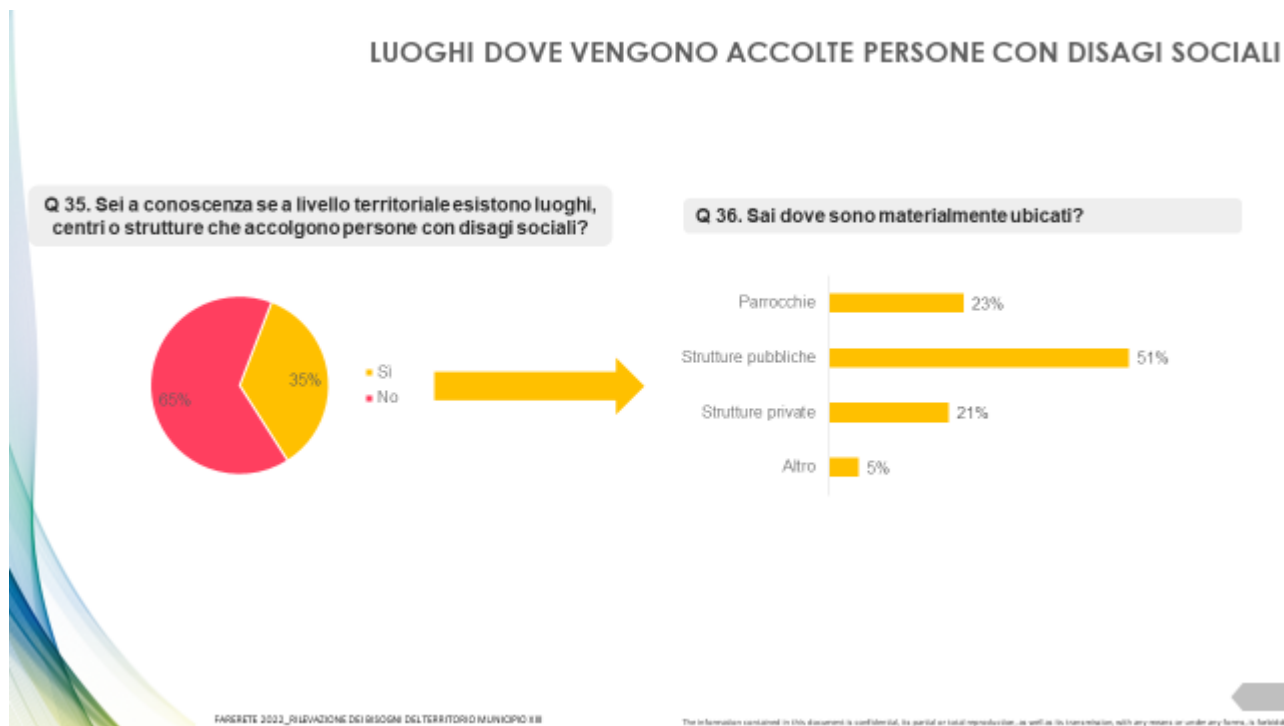 LUOGHI DOVE VENGONO ACCOLTE PERSONE CON DISAGI SOCIALI
Q 35. Sei a conoscenza se a livello territoriale esistono luoghi,
centri o strutture che accolgono persone con disagi sociali?
65%
35%
Sì
No
Q 36. Sai dove sono materialmente ubicati?
Parrocchie 23%
Strutture pubbliche 51%
Strutture private 21%
Altro 5%
FARERETE 2022_RILEVAZIONE DEI BISOGNI DEL TERRITORIO MUNICIPIO XIII
The information contained in this document is confidential, its partial or total reproduction, as well as its transmission, with any means or under any forms, is